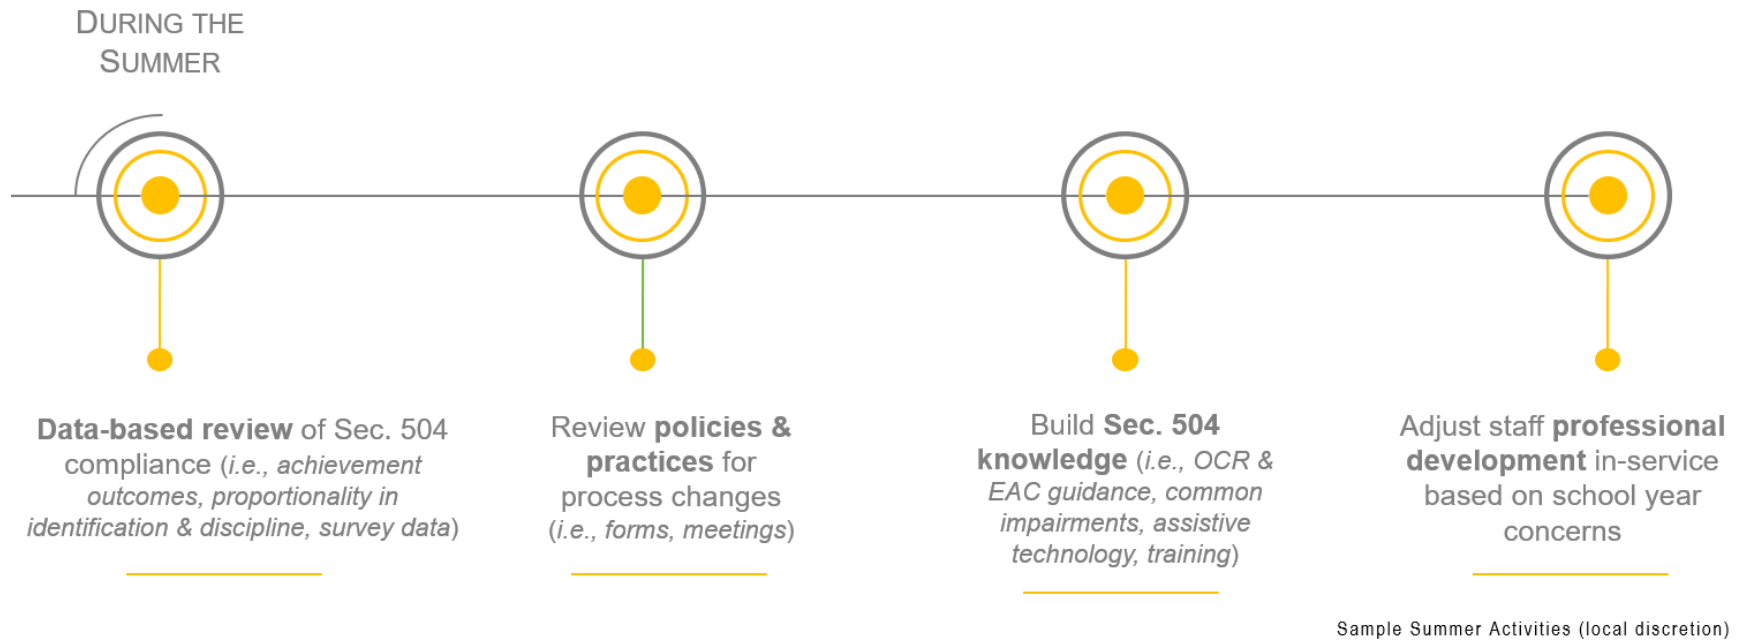 DURING THE
SUMMER
Data-based review of Sec. 504
compliance (i.e., achievement
outcomes, proportionality in
identification & discipline, survey data)
Review policies &
practices for
process changes
(i.e., forms, meetings)
Build Sec. 504
knowledge (i.e., OCR &
EAC guidance, common
impairments, assistive
technology, training)
Adjust staff professional
development in-service
based on school year
concerns
Sample Summer Activities (local discretion)